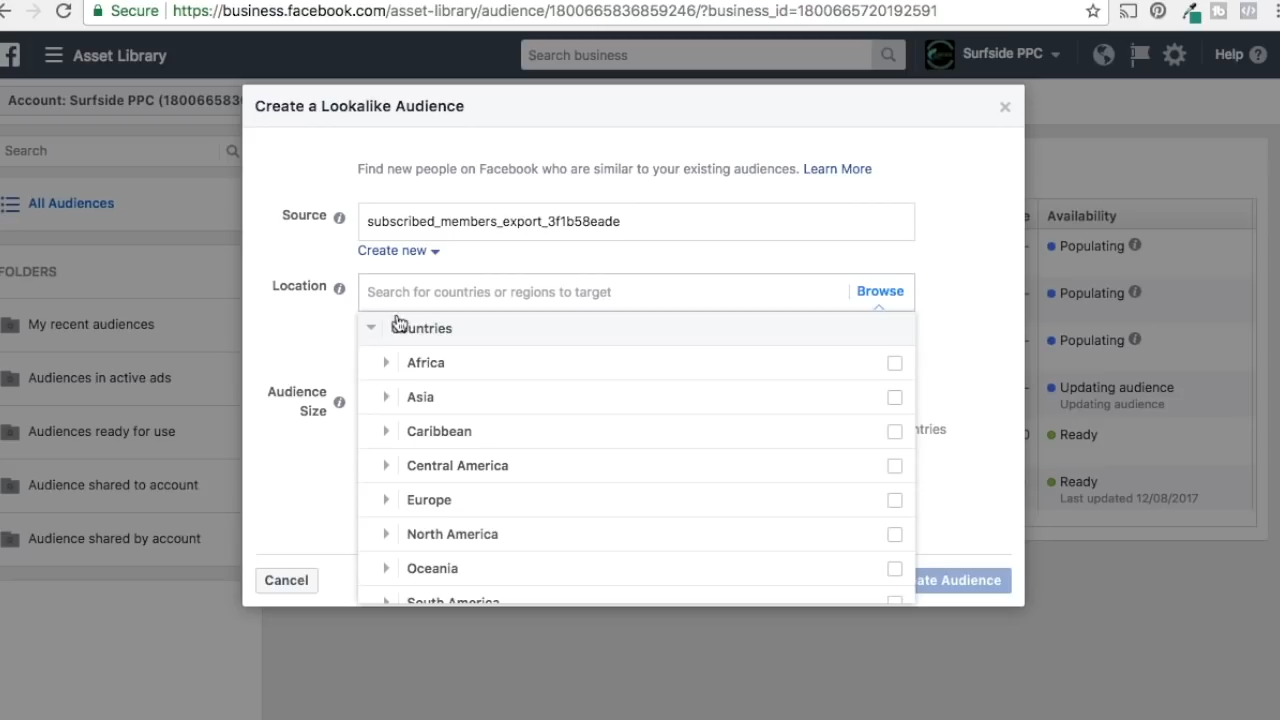 Secure https://business.facebook.com/asset-library/audience/1800665836859246/?business_id=1800665720192591
Asset Library
Search business
Surfside PPC
Help
Account: Surfside PPC (180066583
Create a Lookalike Audience
Search
Find new people on Facebook who are similar to your existing audiences. Learn More
All Audiences
Source
subscribed_members_export_3f1b58eade
Availability
Create new
Populating
FOLDERS
Location
Search for countries or regions to target
Browse
Populating
My recent audiences
Countries
Populating
Africa
Audiences in active ads
Audience
Size
Asia
Updating audience
Updating audience
Audiences ready for use
Caribbean
ntries
Ready
Central America
Audience shared to account
Europe
Ready
Last updated 12/08/2017
Audience shared by account
North America
Oceania
Cancel
ate Audience
South America